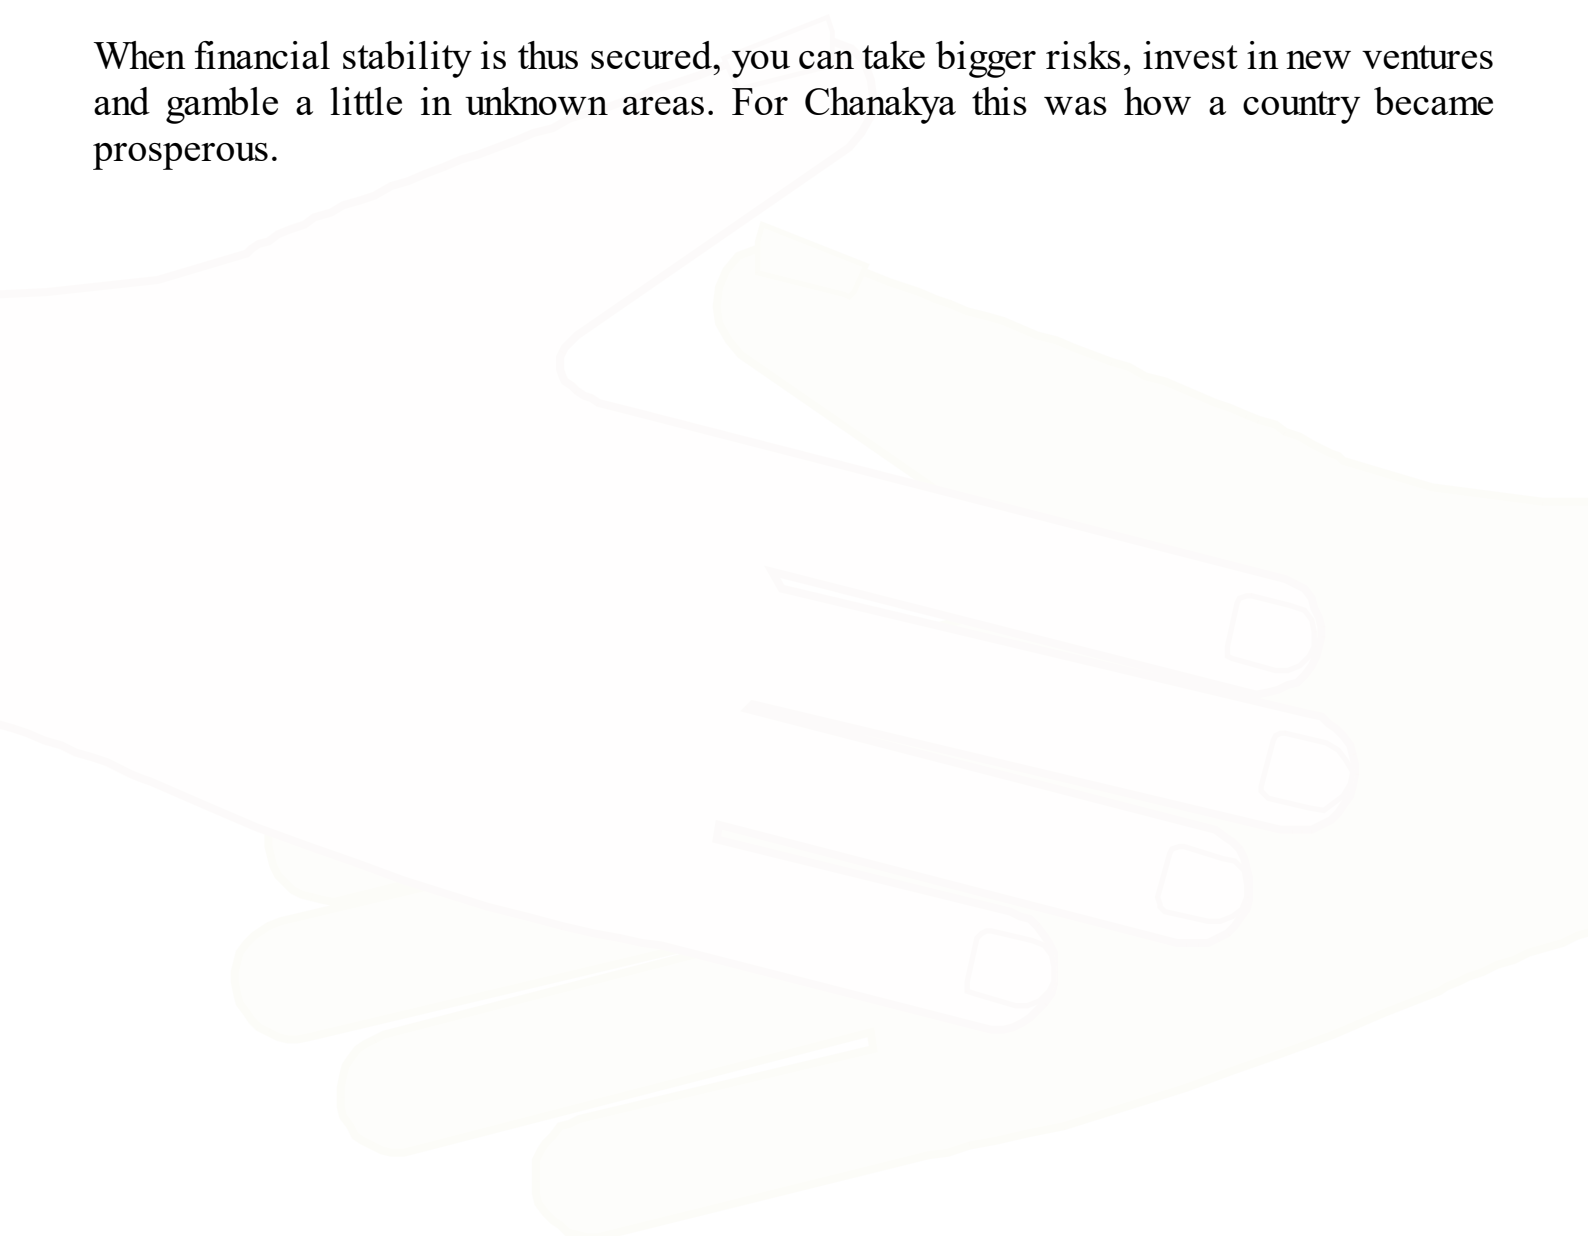 When financial stability is thus secured, you can take bigger risks, invest in new ventures
and gamble a little in unknown areas. For Chanakya this was how a country became
prosperous.